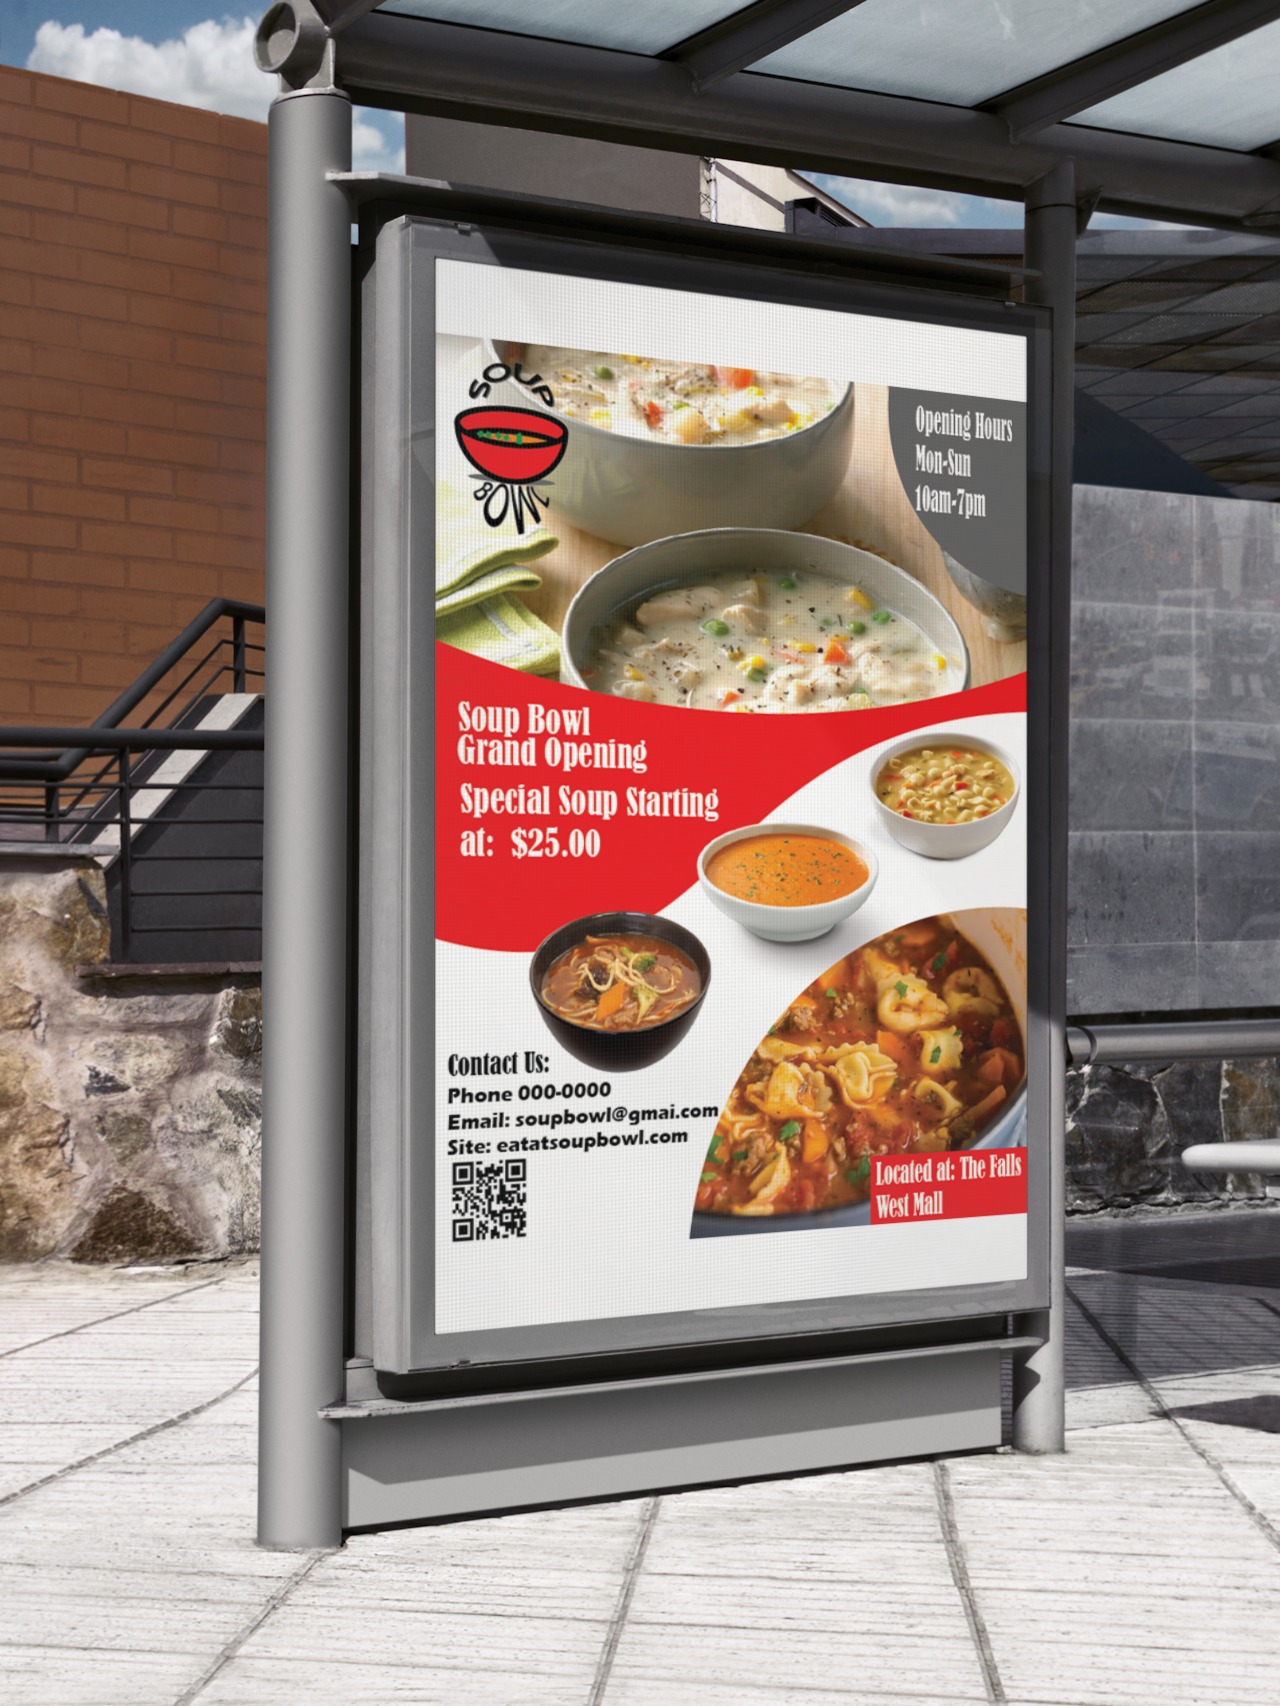 SOUP
BOWL
Opening Hours
Mon-Sun
10am-7pm
Soup Bowl
Grand Opening
Special Soup Starting
at: $25.00
Contact Us:
Phone 000-0000
Email: soupbowl@gmai.com
Site: eatatsoupbowl.com
Located at: The Falls
West Mall